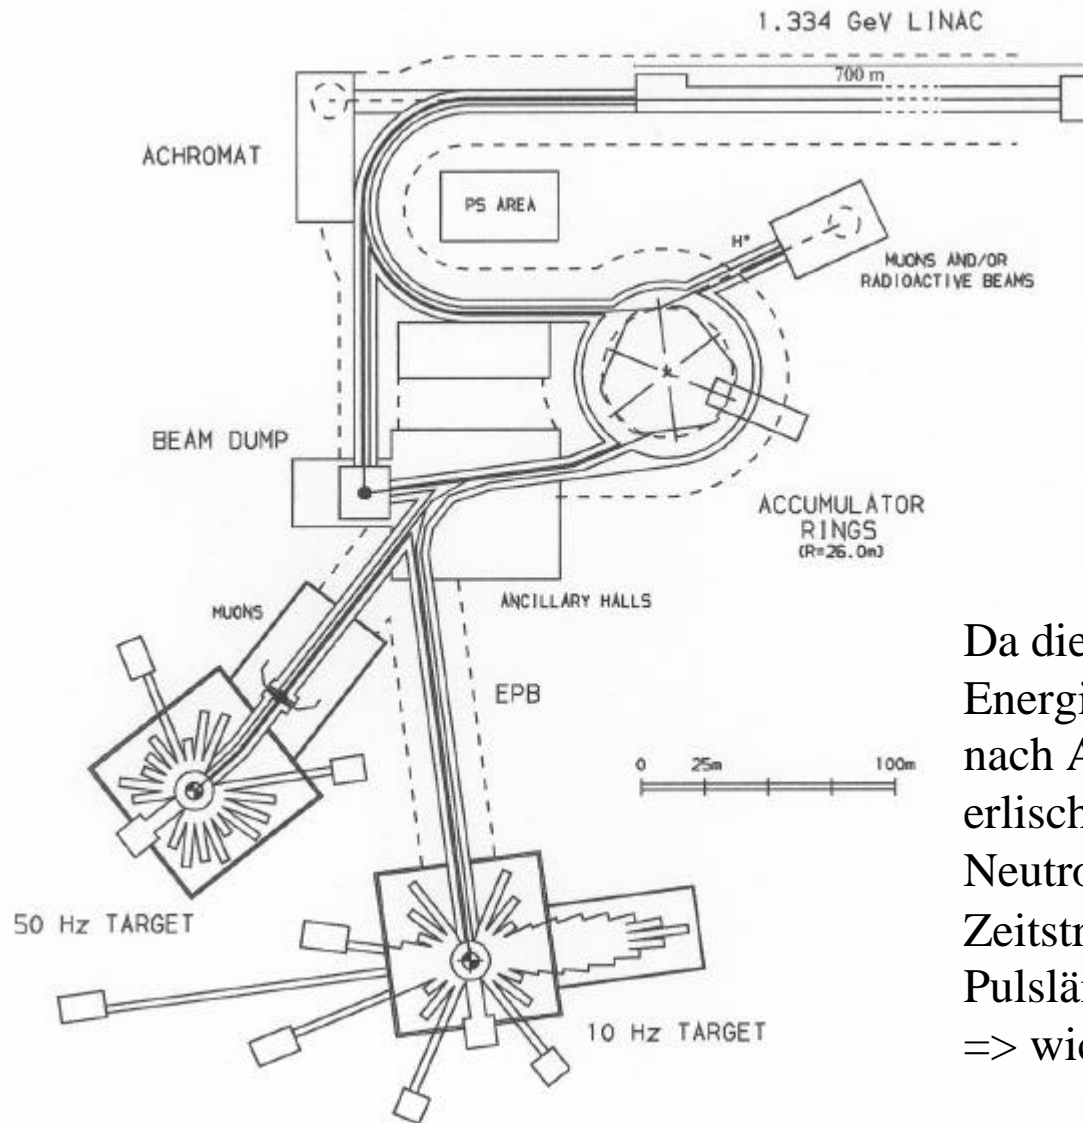 1.334 GeV LINAC
700 m
ACHROMAT
PS AREA
H°
MUONS AND/OR
RADIOACTIVE BEAMS
BEAM DUMP
ACCUMULATOR
RINGS
(R=26.0m)
ANCILLARY HALLS
MUONS
EPB
0 25m 100m
50 Hz TARGET
10 Hz TARGET
Da die
Energi
nach A
erlisch
Neutro
Zeitstr
Pulslä
=> wie